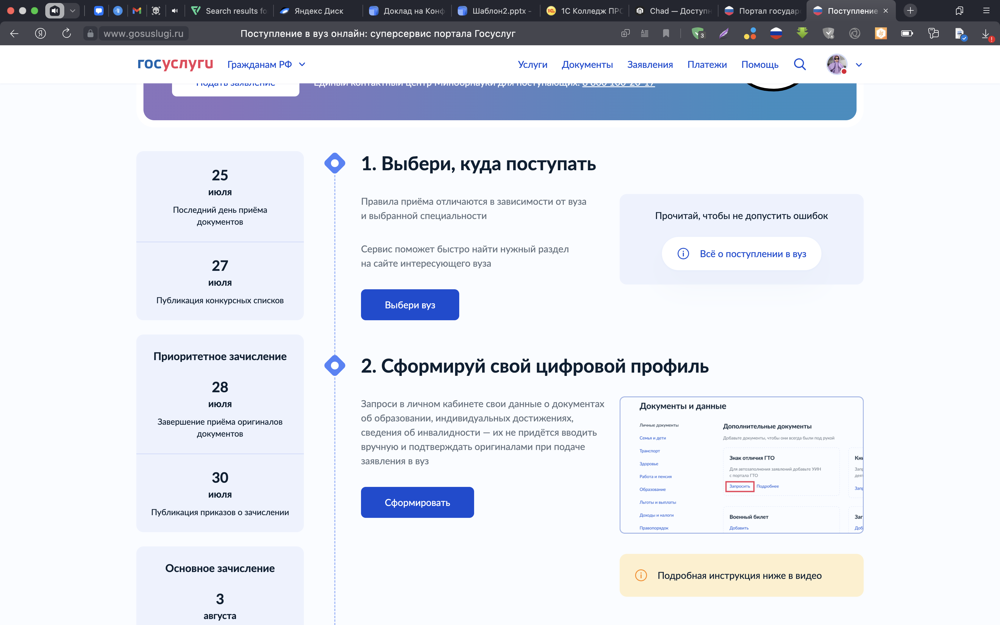 Search results fo
Яндекс Диск
Доклад на Конф
Шаблон2.pptx -
1С Колледж ПРО
Chad — Доступн
Портал государ
Поступление
www.gosuslugi.ru
Поступление в вуз онлайн: суперсервис портала Госуслуг
3
госуслуги
Гражданам РФ
Услуги
Документы
Заявления
Платежи
Помощь
Подать заявление
Единый контактный центр Минобрнауки для поступающих: 8 800 100-20-17
25
июля
Последний день приёма
документов
27
июля
Публикация конкурсных списков
Приоритетное зачисление
28
июля
Завершение приёма оригиналов
документов
30
июля
Публикация приказов о зачислении
Основное зачисление
3
августа
1. Выбери, куда поступать
Правила приёма отличаются в зависимости от вуза
и выбранной специальности
Сервис поможет быстро найти нужный раздел
на сайте интересующего вуза
Выбери вуз
Прочитай, чтобы не допустить ошибок
Всё о поступлении в вуз
2. Сформируй свой цифровой профиль
Запроси в личном кабинете свои данные о документах
об образовании, индивидуальных достижениях,
сведения об инвалидности — их не придётся вводить
вручную и подтверждать оригиналами при подаче
заявления в вуз
Сформировать
Документы и данные
Личные документы
Семья и дети
Транспорт
Здоровье
Работа и пенсия
Образование
Льготы и выплаты
Доходы и налоги
Правопорядок
Дополнительные документы
Добавьте документы, чтобы они всегда были под рукой
Знак отличия ГТО
Для автозаполнения заявлений добавьте УИН
с портала ГТО
Запросить Подробнее
Военный билет
Добавить
Кни
Запр
деят
Запр
Заг
Доб
Подробная инструкция ниже в видео